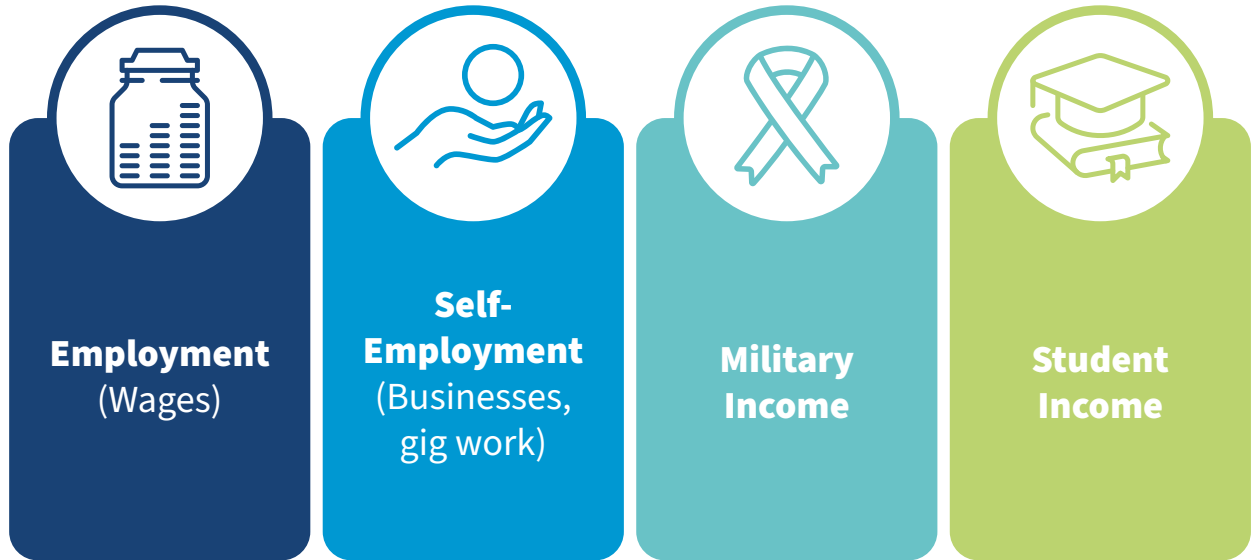 Employment
(Wages)
Self-
Employment
(Businesses,
gig work)
Military
Income
Student
Income